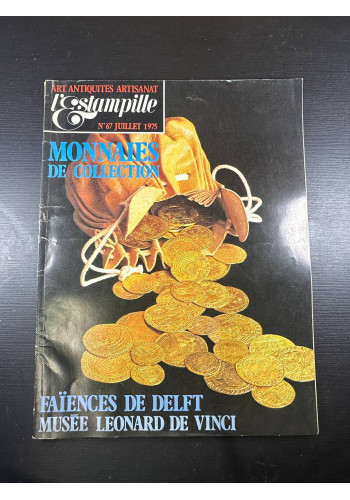 ART ANTIQUITÉS ARTISANAT
l'Estampille
N° 67 JUILLET 1975
MONNAIES
DE COLLECTION
FAÏENCES DE DELFT
MUSÉE LEONARD DE VINCI